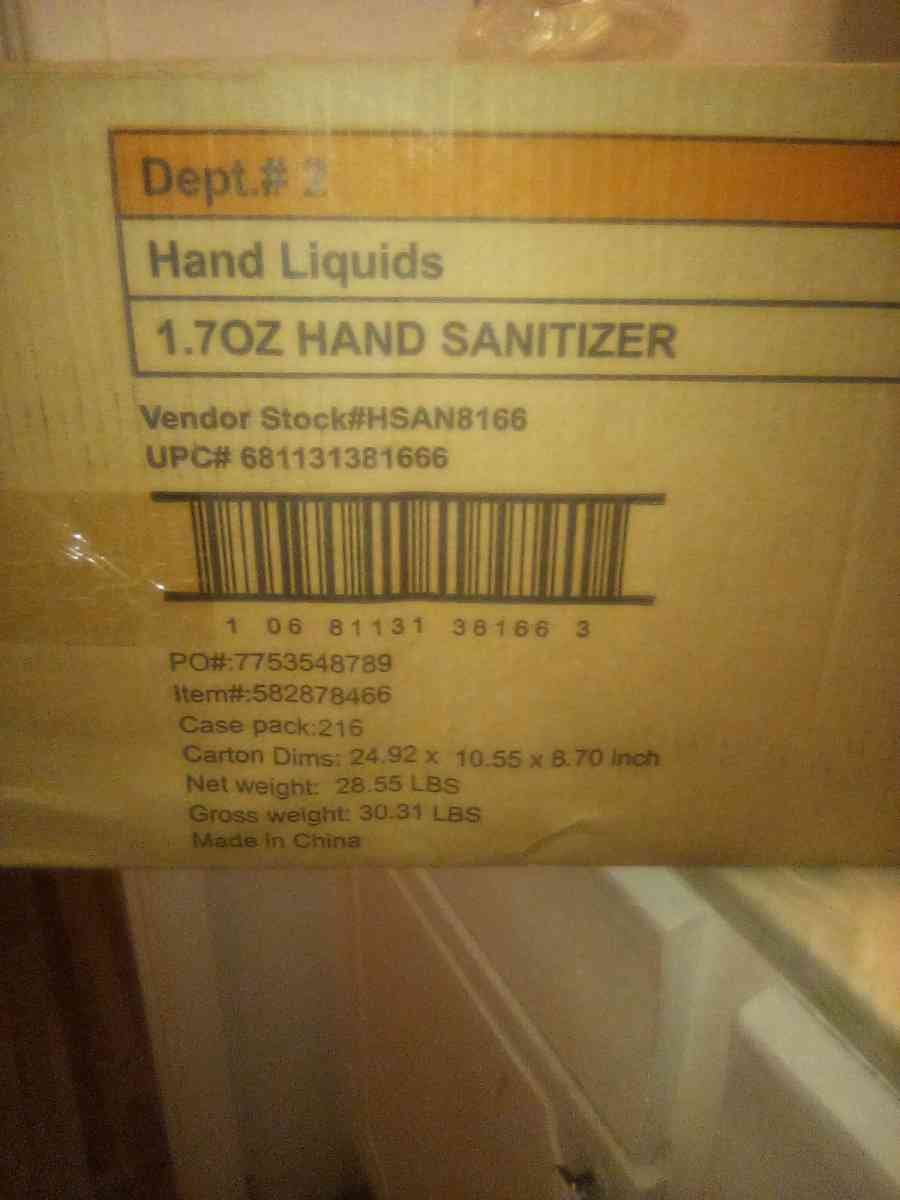 Dept.# 2
Hand Liquids
1.7OZ HAND SANITIZER
Vendor Stock#HSAN8166
UPC# 681131381666
1 06 81131 38166 3
PO#:7753548789
Item#:582878466
Case pack:216
Carton Dims: 24.92 x 10.55 x 8.70 inch
Net weight: 28.55 LBS
Gross weight: 30.31 LBS
Made in China